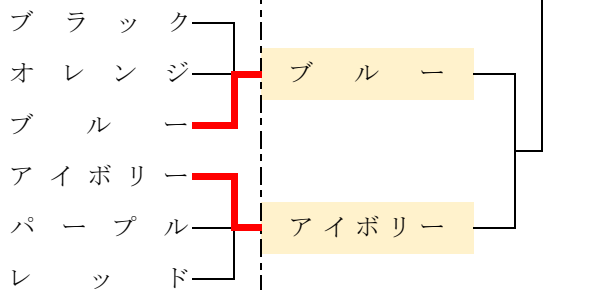 ブラック
オレンジ
ブルー
アイボリー
パープル
レッド
ブルー
アイボリー